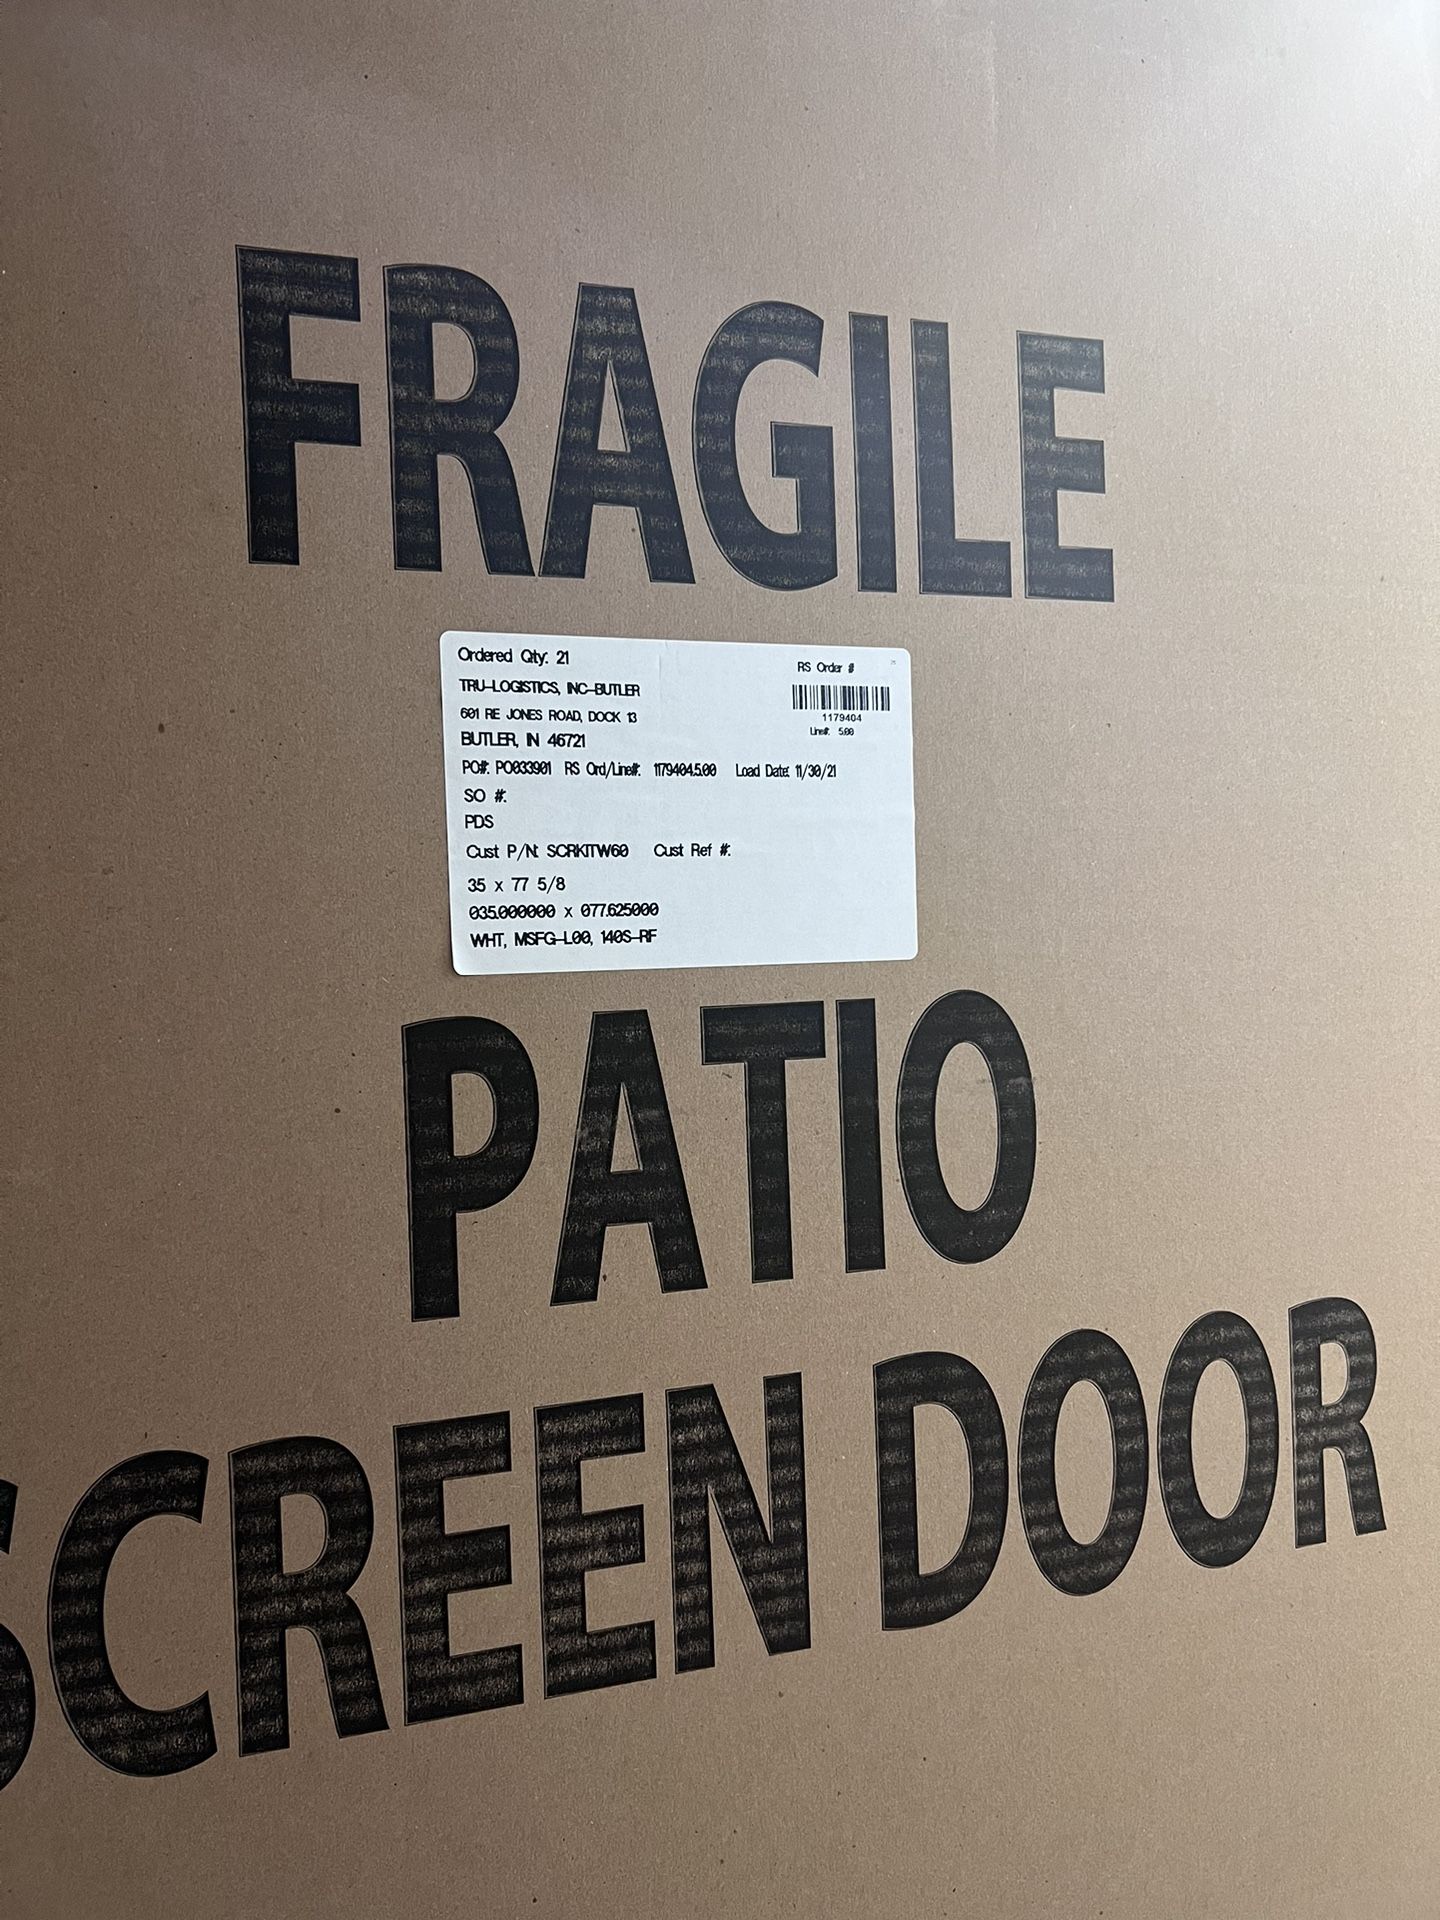 FRAGILE
Ordered Qty: 21
RS Order #
TRU-LOGISTICS, INC-BUTLER
1179404
601 RE JONES ROAD, DOCK 13
Line#: 5.00
BUTLER, IN 46721
PO#: PO033901 RS Ord/Line#: 1179404.5.00 Load Date: 11/30/21
SO #:
PDS
Cust P/N: SCRKITW60 Cust Ref #:
35 x 77 5/8
035.000000 x 077.625000
WHT, MSFG-L00, 140S-RF
PATIO
SCREEN DOOR